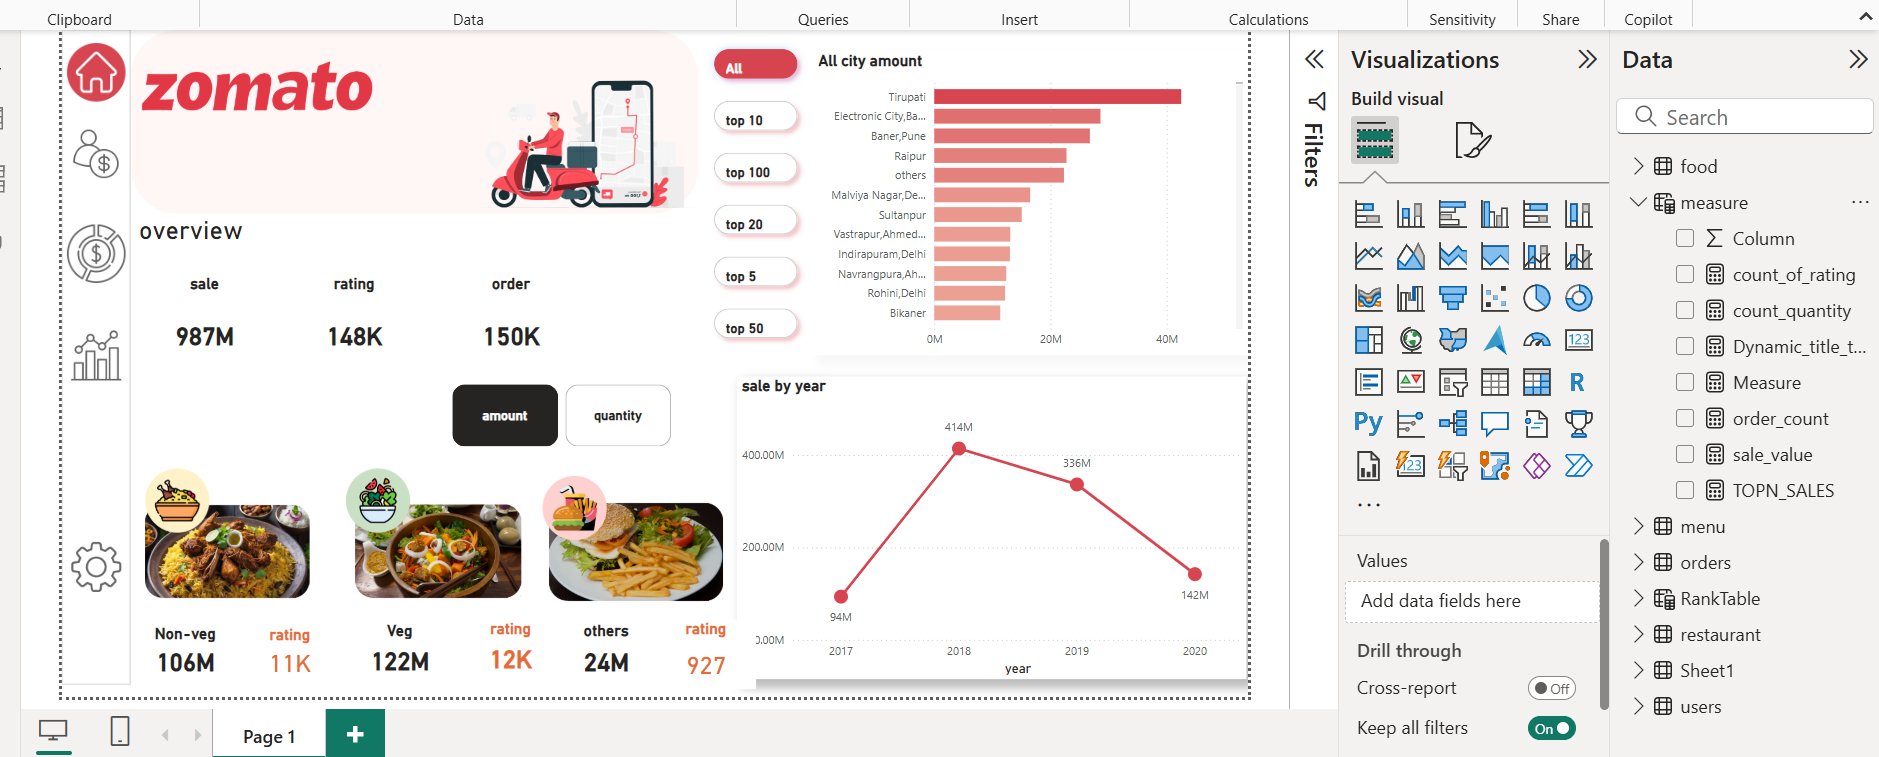 Clipboard
Data
Queries
Insert
Calculations
Sensitivity
Share
Copilot
zomato
overview
sale
rating
order
987M
148K
150K
amount
quantity
Non-veg
rating
106M
11K
Veg
rating
122M
12K
others
rating
24M
927
All
top 10
top 100
top 20
top 5
top 50
All city amount
Tirupati
Electronic City,Ba...
Baner,Pune
Raipur
others
Malviya Nagar,De...
Sultanpur
Vastrapur,Ahmed...
Indirapuram,Delhi
Navrangpura,Ah...
Rohini,Delhi
Bikaner
0M
20M
40M
sale by year
400.00M
200.00M
0.00M
94M
414M
336M
142M
2017
2018
2019
2020
year
Page 1
Filters
Visualizations
Build visual
123
R
Py
123
...
Values
Add data fields here
Drill through
Cross-report
Off
Keep all filters
On
Data
Search
food
measure
...
Column
count_of_rating
count_quantity
Dynamic_title_t...
Measure
order_count
sale_value
TOPN_SALES
menu
orders
RankTable
restaurant
Sheet1
users